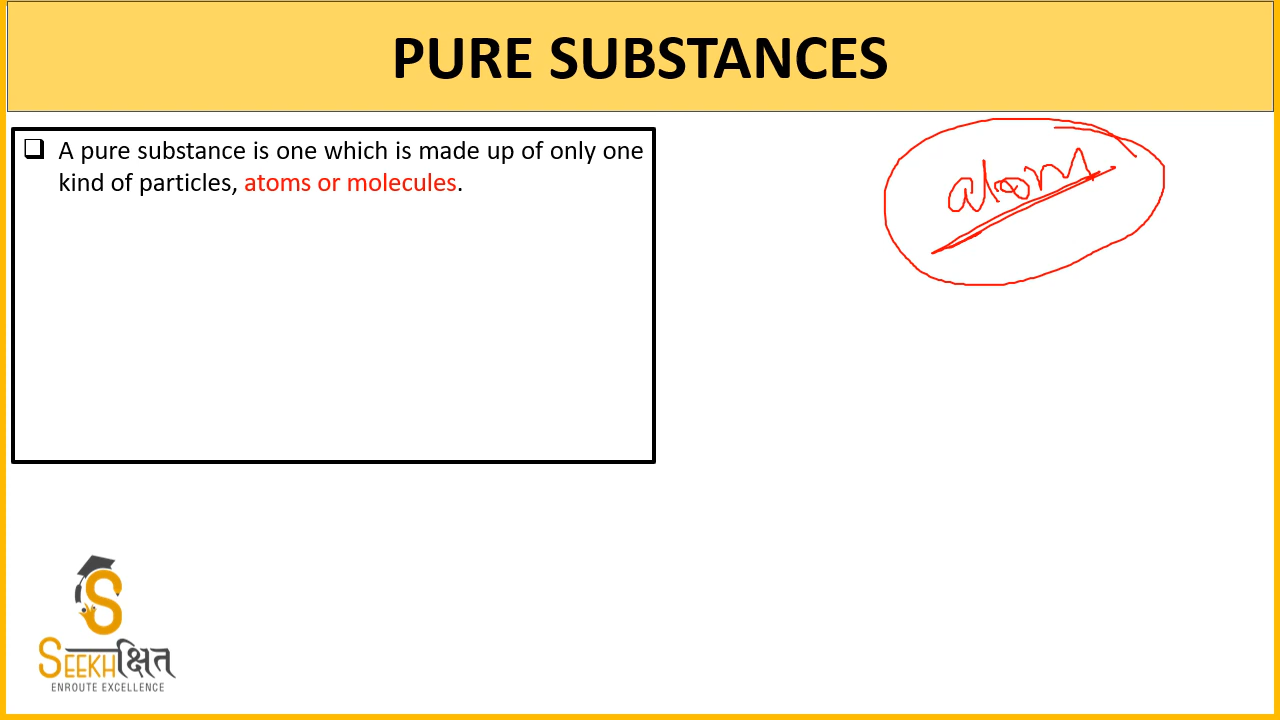 PURE SUBSTANCES
❑ A pure substance is one which is made up of only one
kind of particles, atoms or molecules.
atom
SEEKHक्षित
ENROUTE EXCELLENCE